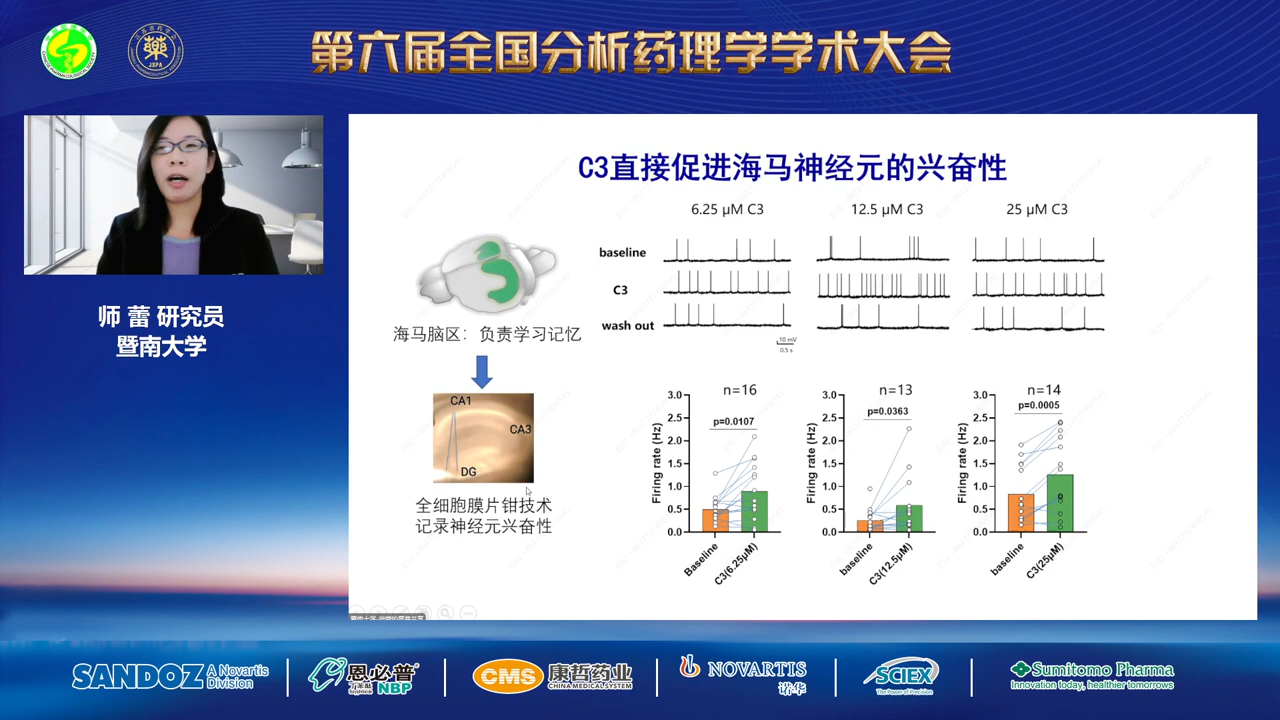 第六届全国分析药理学学术大会
JSPA
师 蕾 研究员
暨南大学
C3直接促进海马神经元的兴奋性
6.25 µM C3
12.5 µM C3
25 µM C3
baseline
C3
wash out
10 mV
0.5 s
海马脑区：负责学习记忆
CA1
CA3
DG
全细胞膜片钳技术
记录神经元兴奋性
n=16
p=0.0107
Firing rate (Hz)
3.0
2.5
2.0
1.5
1.0
0.5
0.0
Baseline
C3(6.25µM)
n=13
p=0.0363
Firing rate (Hz)
3.0
2.5
2.0
1.5
1.0
0.5
0.0
baseline
C3(12.5µM)
n=14
p=0.0005
Firing rate (Hz)
3.0
2.5
2.0
1.5
1.0
0.5
0.0
baseline
C3(25µM)
SANDOZ A Novartis
Division
恩必普
NBP
CMS 康哲药业
CHINA MEDICAL SYSTEM
NOVARTIS
诺华
SCIEX
The Power of Precision
Sumitomo Pharma
Innovation today, healthier tomorrows